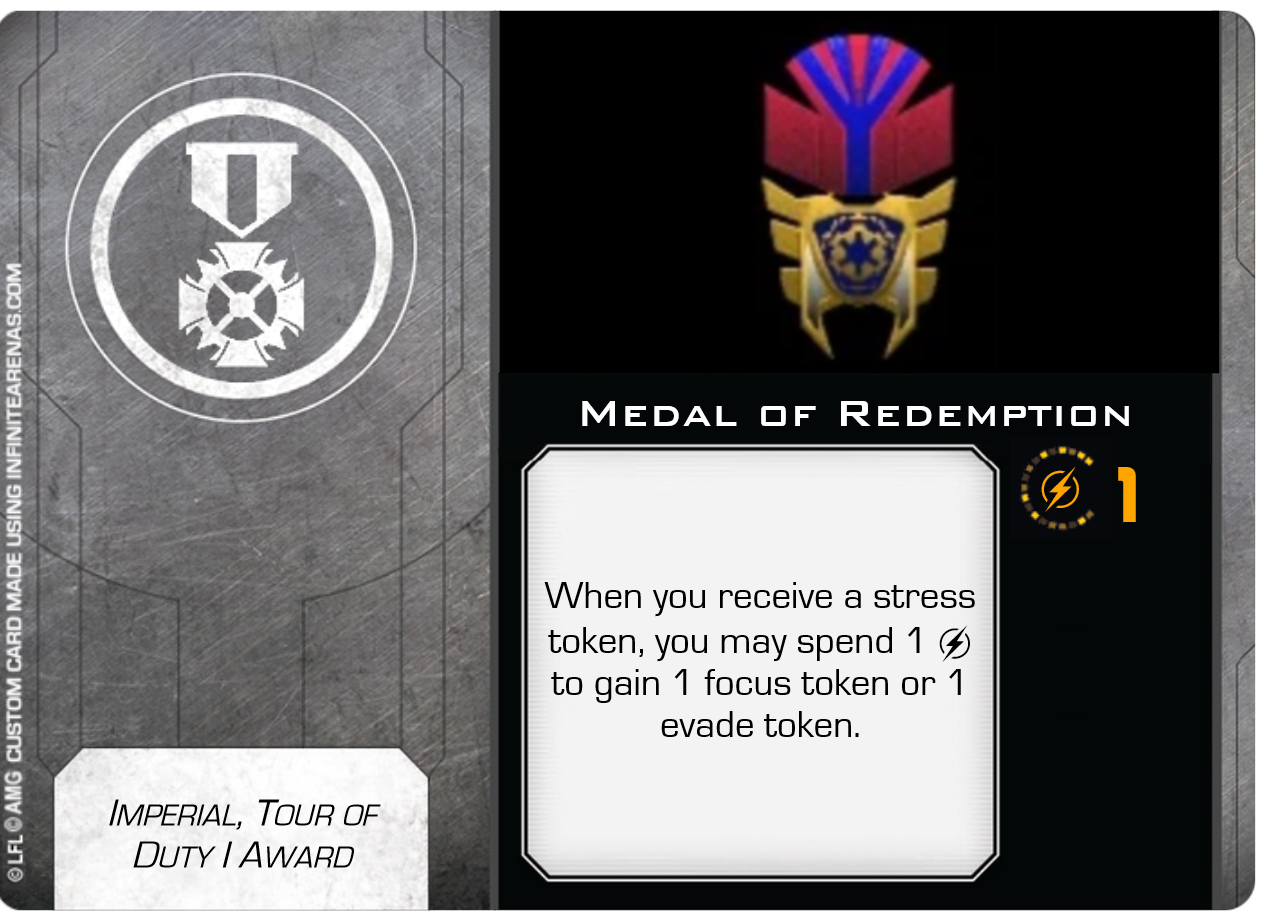 © LFL © AMG CUSTOM CARD MADE USING INFINITEARENAS.COM
IMPERIAL, TOUR OF
DUTY I AWARD
MEDAL OF REDEMPTION
1
When you receive a stress
token, you may spend 1
to gain 1 focus token or 1
evade token.